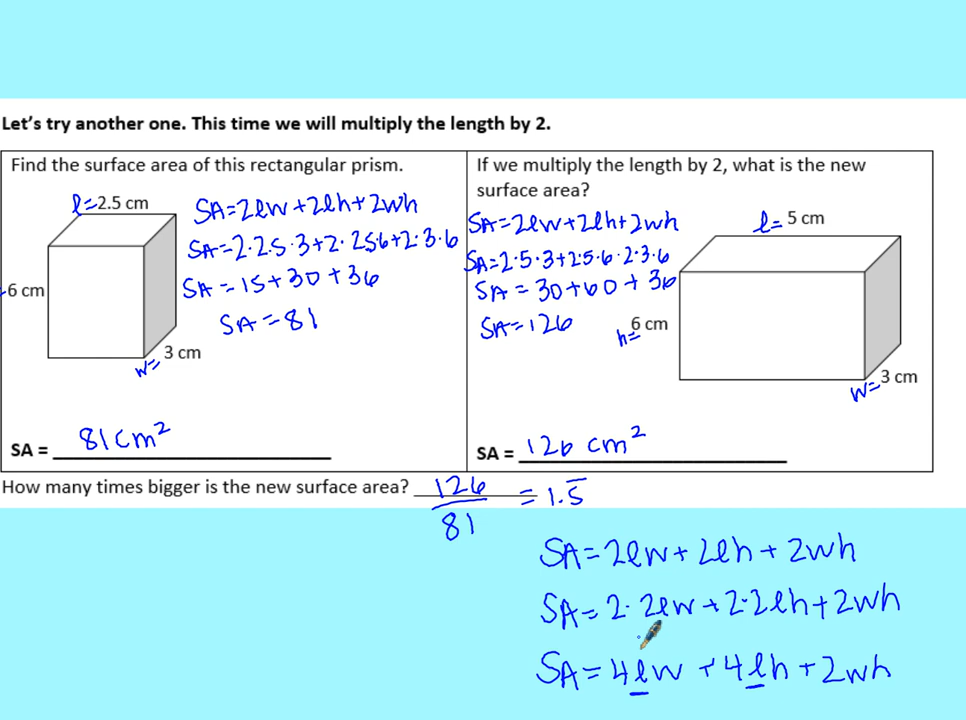 Let's try another one. This time we will multiply the length by 2.
Find the surface area of this rectangular prism.
l=2.5 cm
SA=2lw+2lh+2wh
SA=2·2.5·3+2·2.5·6+2·3·6
SA=15+30+36
SA=81
6 cm
w=3 cm
SA = 81cm²
If we multiply the length by 2, what is the new
surface area?
l=5 cm
SA=2lw+2lh+2wh
SA=2·5·3+2·5·6·2·3·6
SA=30+60+36
SA=126
h=6 cm
w=3 cm
SA = 126 cm²
How many times bigger is the new surface area? 126/81 = 1.5̅
SA=2lw+2lh+2wh
SA=2·2lw+2·2lh+2wh
SA=4lw+4lh+2wh